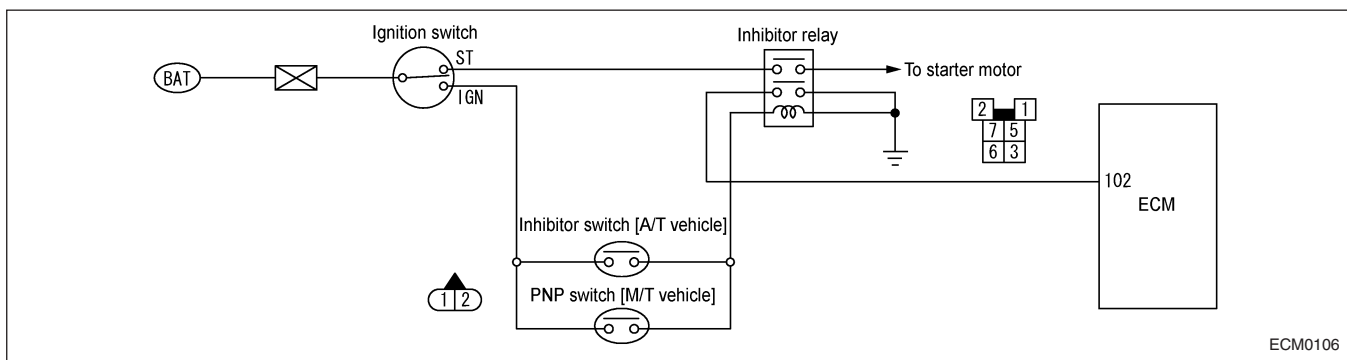 Ignition switch
Inhibitor relay
BAT
ST
IGN
To starter motor
2 1
7 5
6 3
102
ECM
Inhibitor switch [A/T vehicle]
1 2
PNP switch [M/T vehicle]
ECM0106